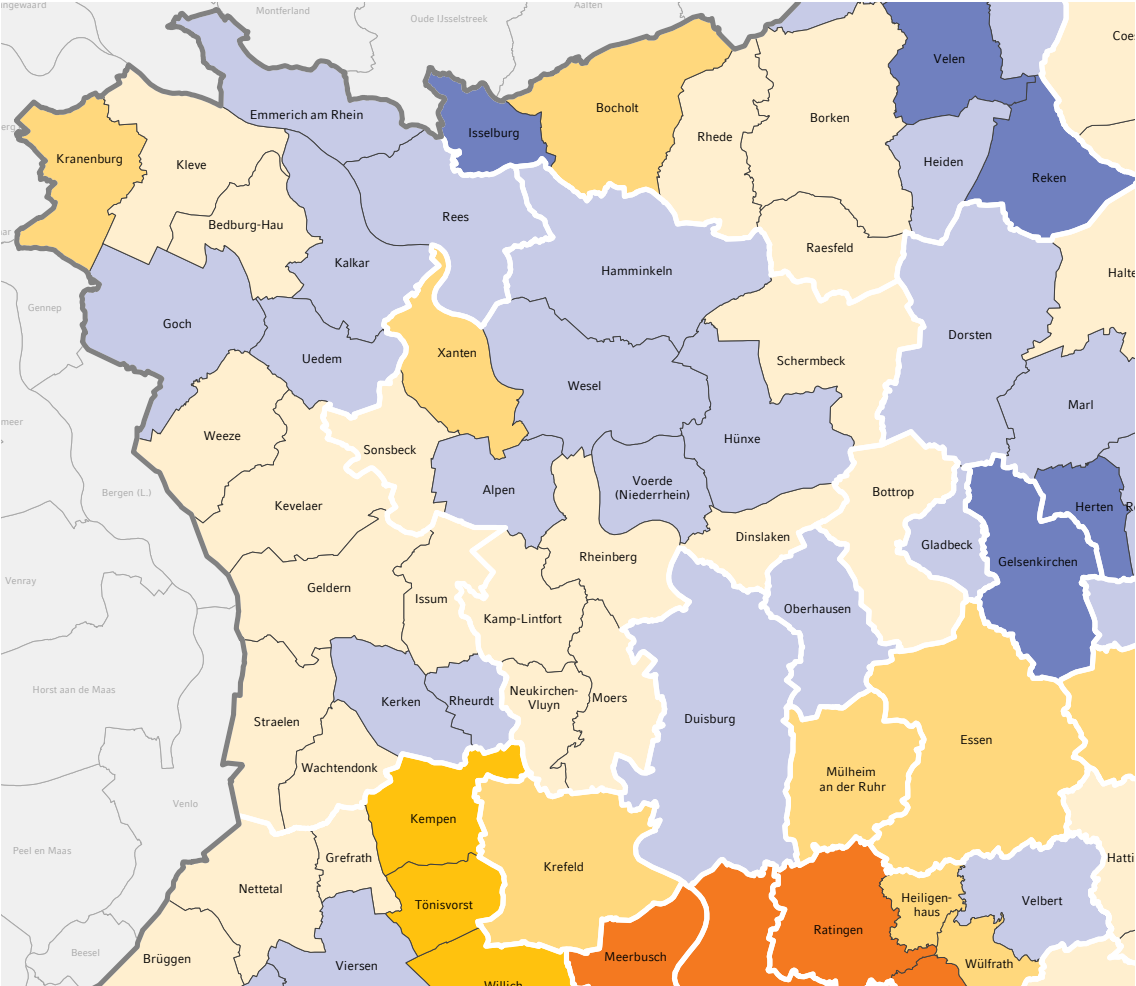 Montferland
Oude IJsselstreek
Aalten
Coes
Velen
Emmerich am Rhein
Isselburg
Bocholt
Rhede
Borken
Kranenburg
Kleve
Heiden
Reken
Bedburg-Hau
Rees
Raesfeld
Kalkar
Hamminkeln
Halte
Gennep
Goch
Uedem
Xanten
Dorsten
Schermbeck
Wesel
Marl
Weeze
Sonsbeck
Hünxe
Bergen (L.)
Alpen
Voerde
(Niederrhein)
Bottrop
Kevelaer
Herten
Dinslaken
Gladbeck
Gelsenkirchen
Rheinberg
Venray
Geldern
Issum
Oberhausen
Kamp-Lintfort
Horst aan de Maas
Kerken
Rheurdt
Neukirchen-
Vluyn
Moers
Straelen
Duisburg
Essen
Wachtendonk
Mülheim
an der Ruhr
Venlo
Kempen
Peel en Maas
Grefrath
Krefeld
Hatti
Nettetal
Tönisvorst
Heiligen-
haus
Velbert
Ratingen
Beesel
Brüggen
Viersen
Meerbusch
Wülfrath
Willich